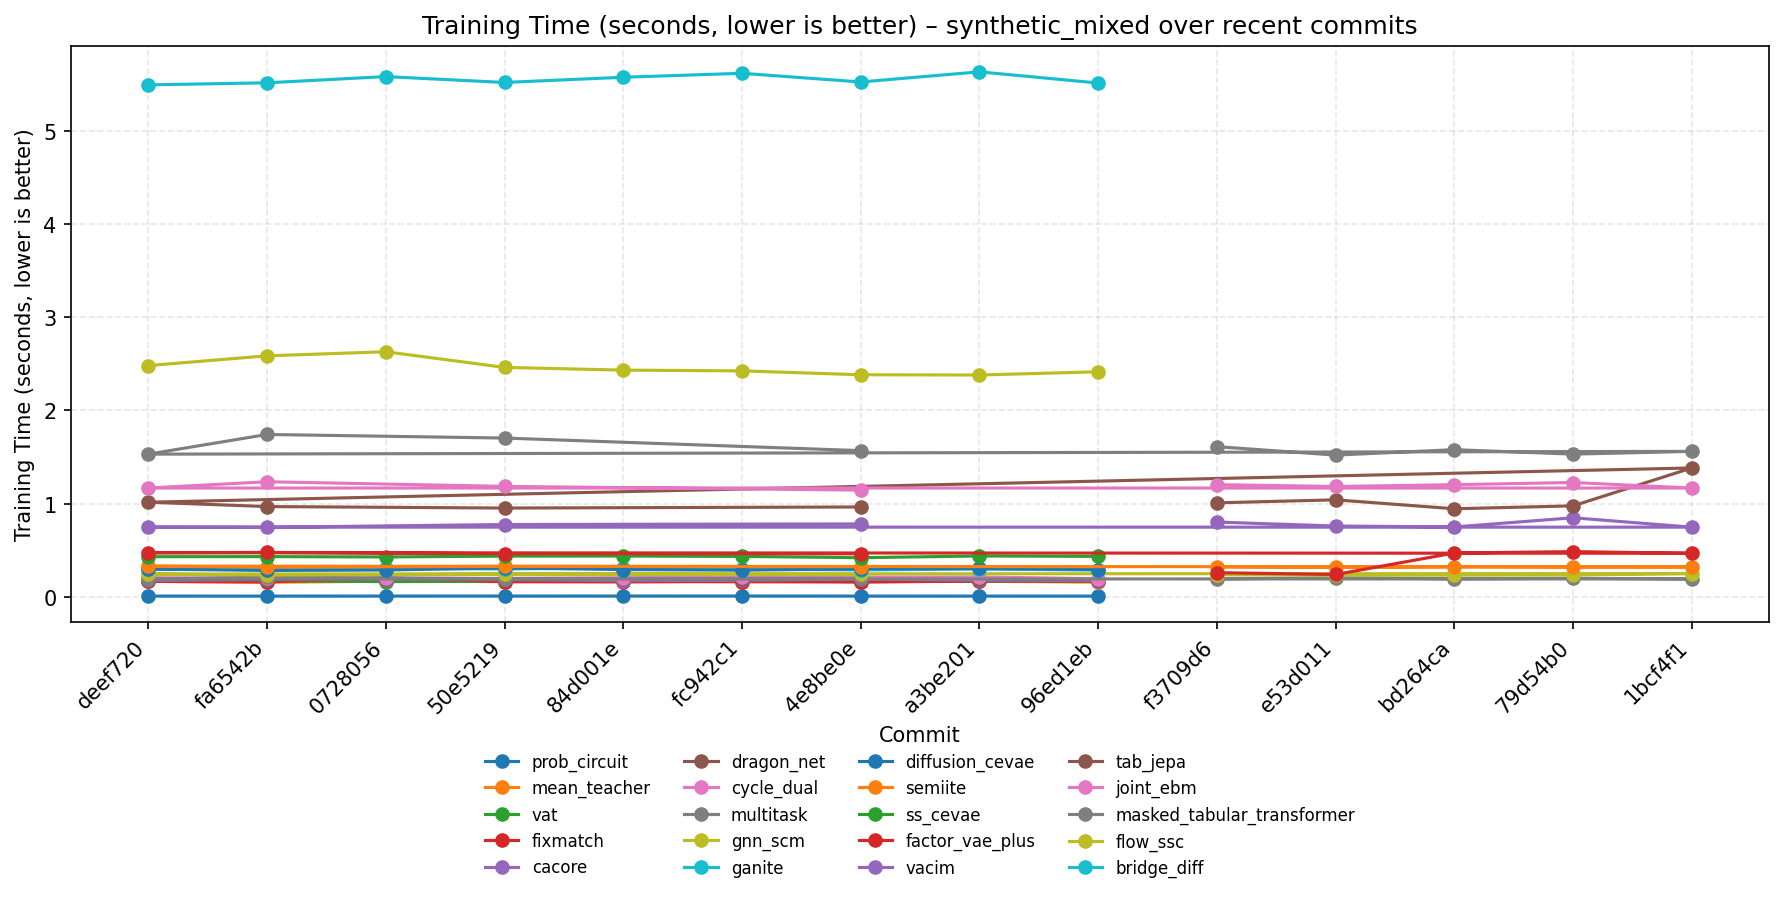 Training Time (seconds, lower is better) – synthetic_mixed over recent commits
Training Time (seconds, lower is better)
5
4
3
2
1
0
deef720
fa6542b
0728056
50e5219
84d001e
fc942c1
4e8be0e
a3be201
96ed1eb
f3709d6
e53d011
bd264ca
79d54b0
1bcf4f1
Commit
prob_circuit
mean_teacher
vat
fixmatch
cacore
dragon_net
cycle_dual
multitask
gnn_scm
ganite
diffusion_cevae
semiite
ss_cevae
factor_vae_plus
vacim
tab_jepa
joint_ebm
masked_tabular_transformer
flow_ssc
bridge_diff